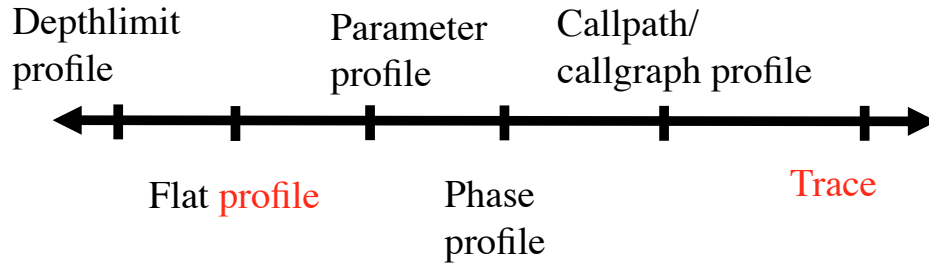 Depthlimit
profile
Parameter
profile
Callpath/
callgraph profile
Flat profile
Phase
profile
Trace